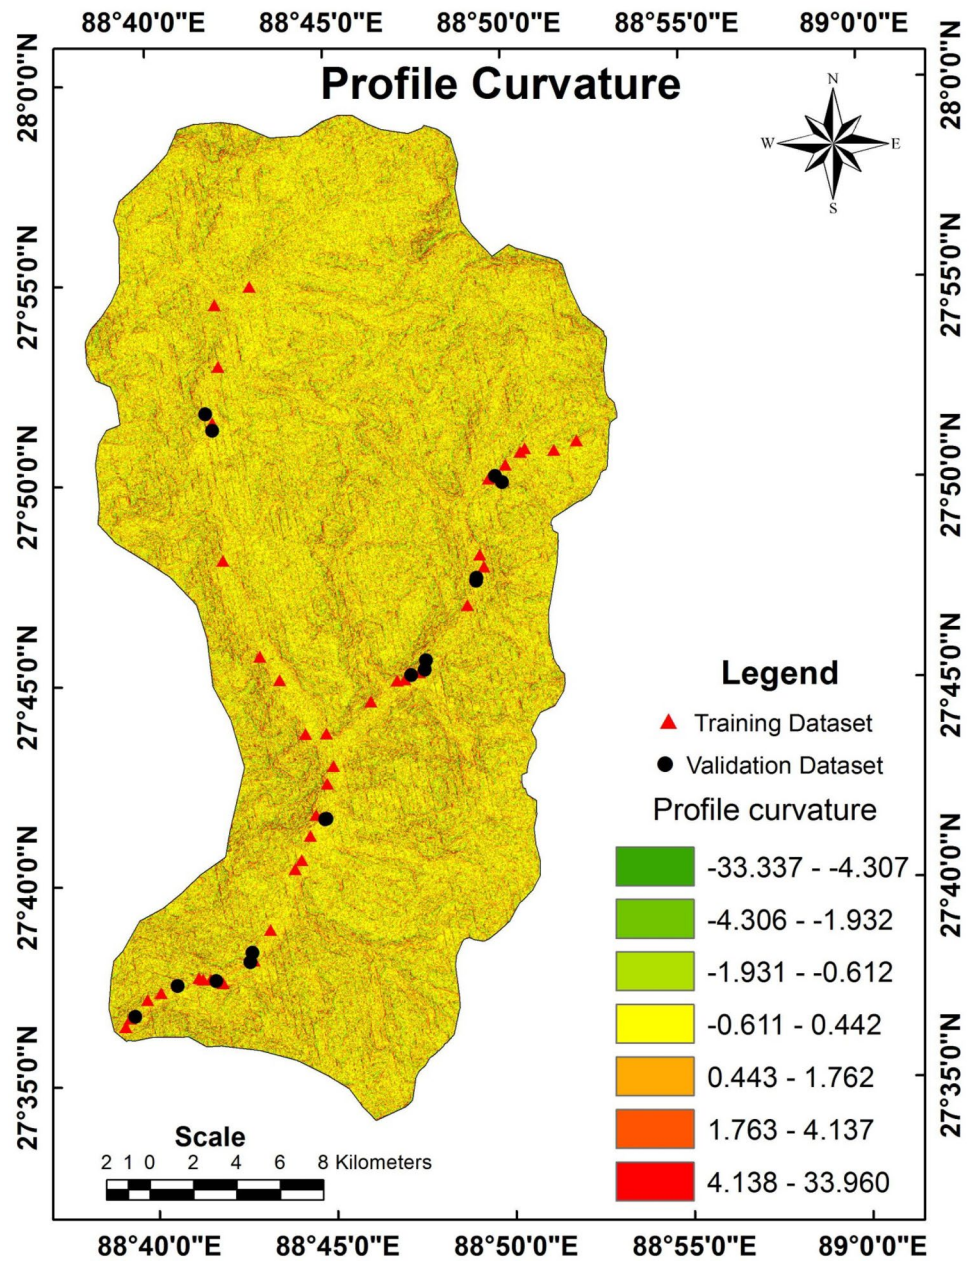 88°40'0"E 88°45'0"E 88°50'0"E 88°55'0"E 89°0'0"E
Profile Curvature
N
W E
S
28°0'0"N
27°55'0"N
27°50'0"N
27°45'0"N
27°40'0"N
27°35'0"N
28°0'0"N
27°55'0"N
27°50'0"N
27°45'0"N
27°40'0"N
27°35'0"N
Legend
Training Dataset
Validation Dataset
Profile curvature
-33.337 - -4.307
-4.306 - -1.932
-1.931 - -0.612
-0.611 - 0.442
0.443 - 1.762
1.763 - 4.137
4.138 - 33.960
Scale
2 1 0 2 4 6 8 Kilometers
88°40'0"E 88°45'0"E 88°50'0"E 88°55'0"E 89°0'0"E